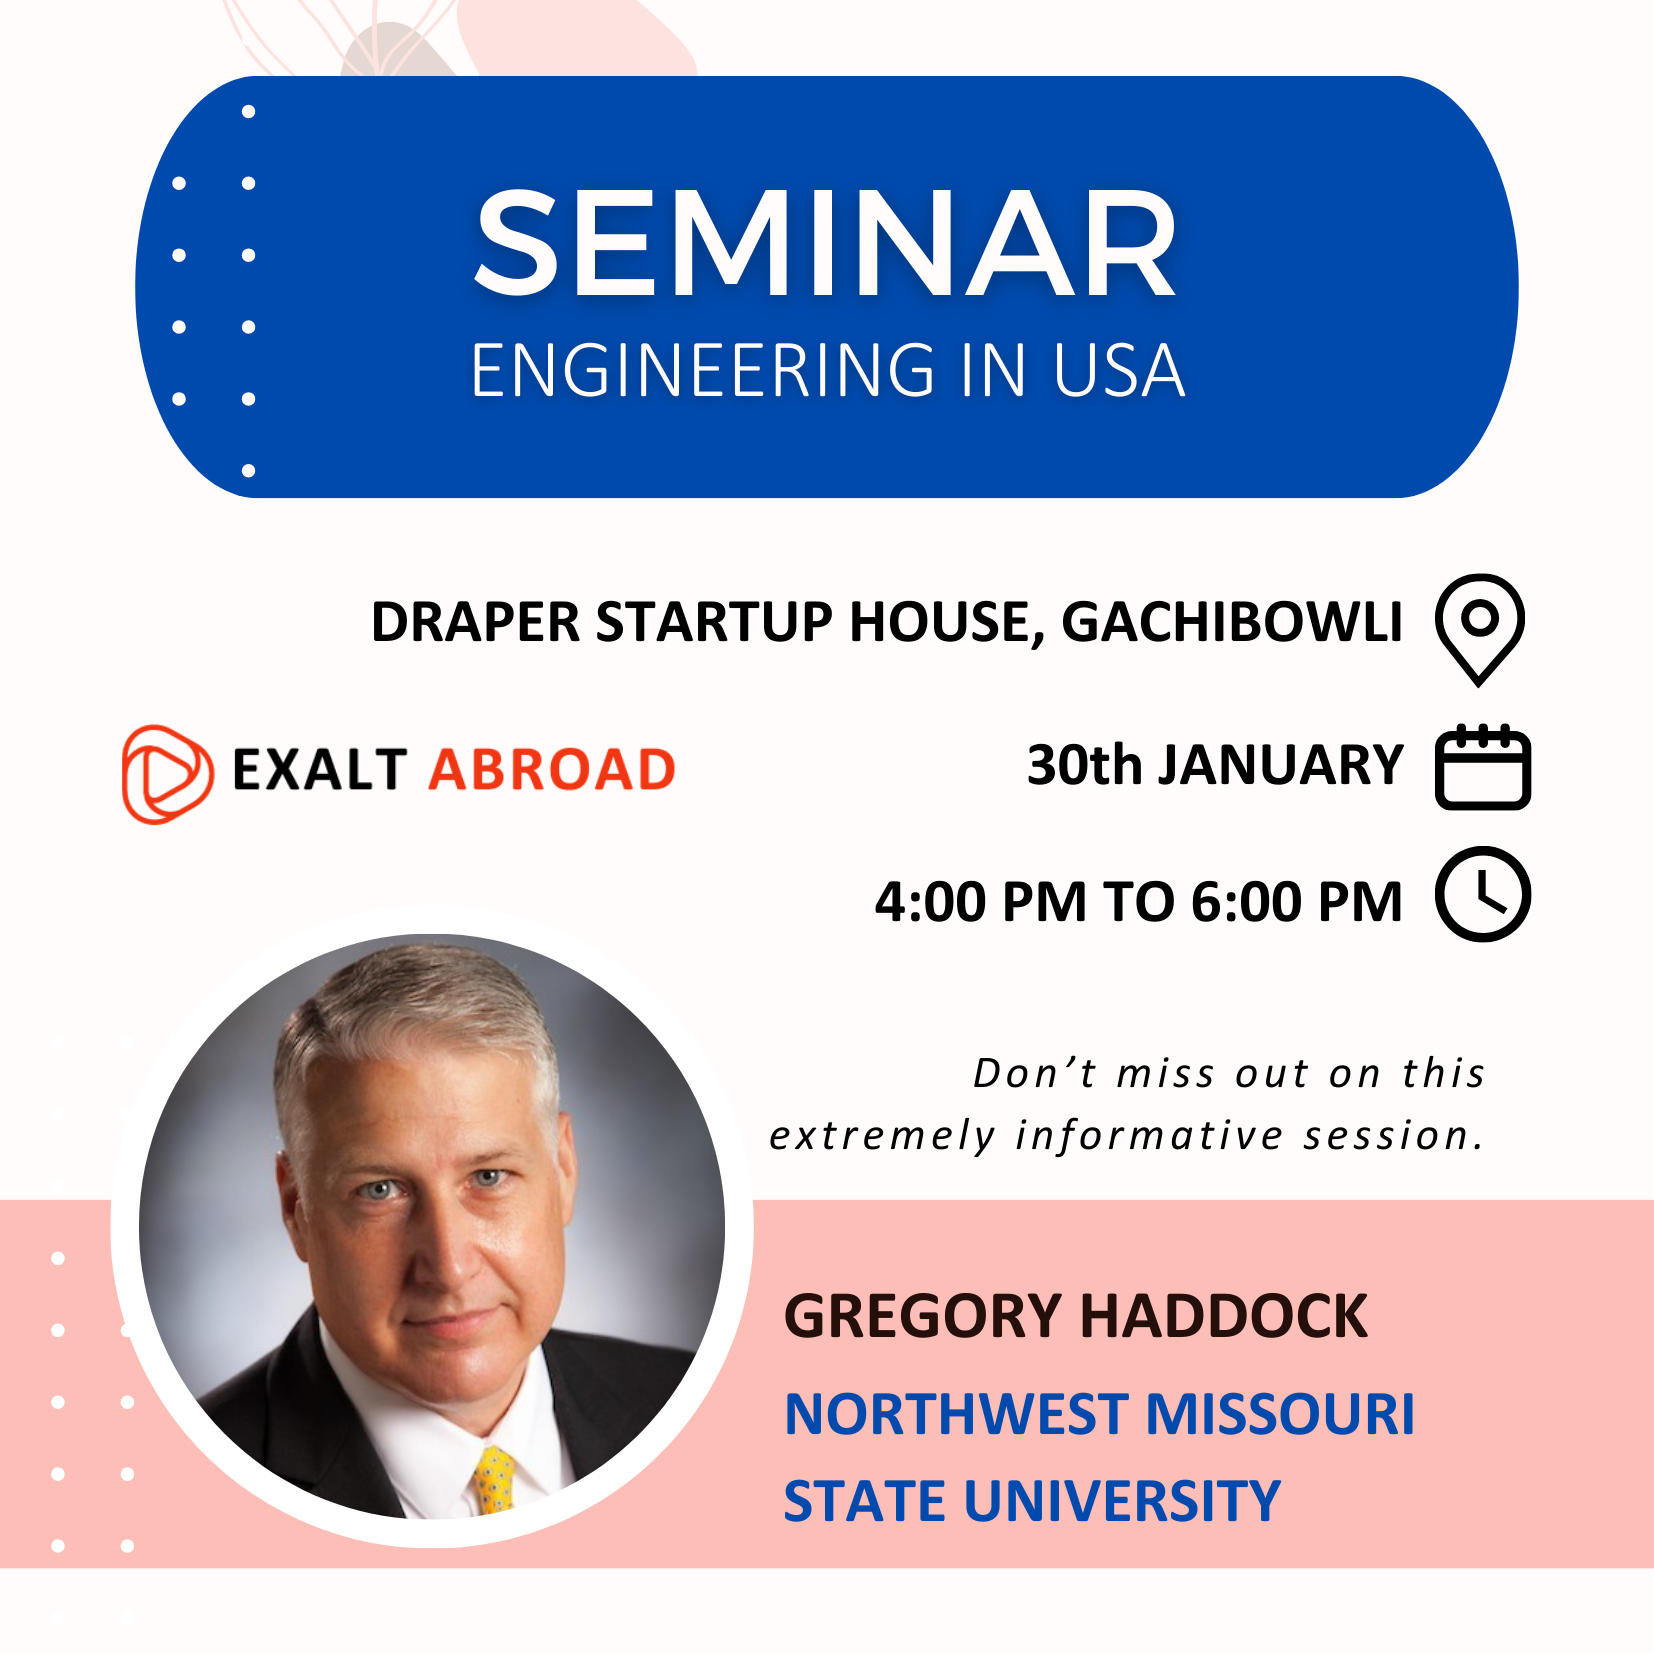 SEMINAR
ENGINEERING IN USA
DRAPER STARTUP HOUSE, GACHIBOWLI
EXALT ABROAD
30th JANUARY
4:00 PM TO 6:00 PM
Don’t miss out on this
extremely informative session.
GREGORY HADDOCK
NORTHWEST MISSOURI
STATE UNIVERSITY